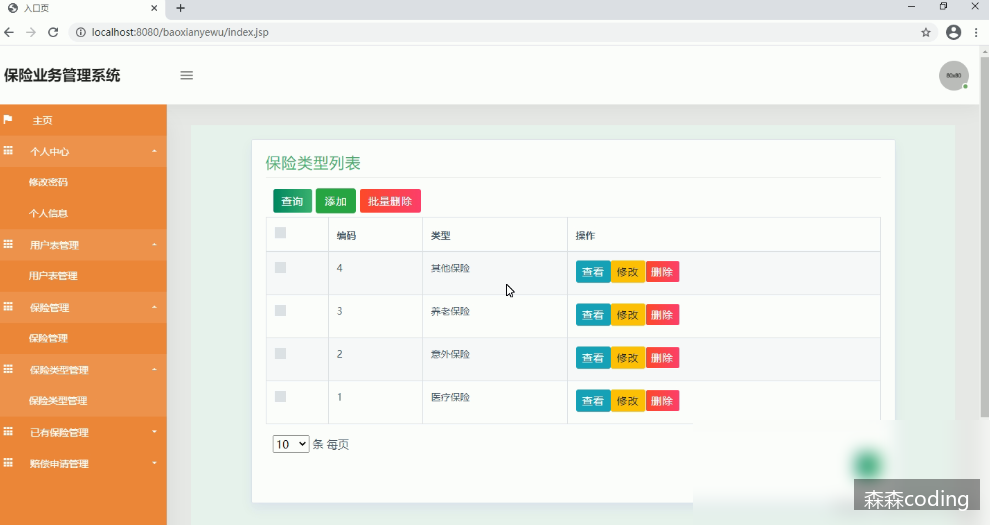 入口页
localhost:8080/baoxianyewu/index.jsp
保险业务管理系统
60x60
主页
个人中心
修改密码
个人信息
用户表管理
用户表管理
保险管理
保险管理
保险类型管理
保险类型管理
已有保险管理
赔偿申请管理
保险类型列表
查询 添加 批量删除
编码 类型 操作
4 其他保险 查看 修改 删除
3 养老保险 查看 修改 删除
2 意外保险 查看 修改 删除
1 医疗保险 查看 修改 删除
10 条 每页
森森coding